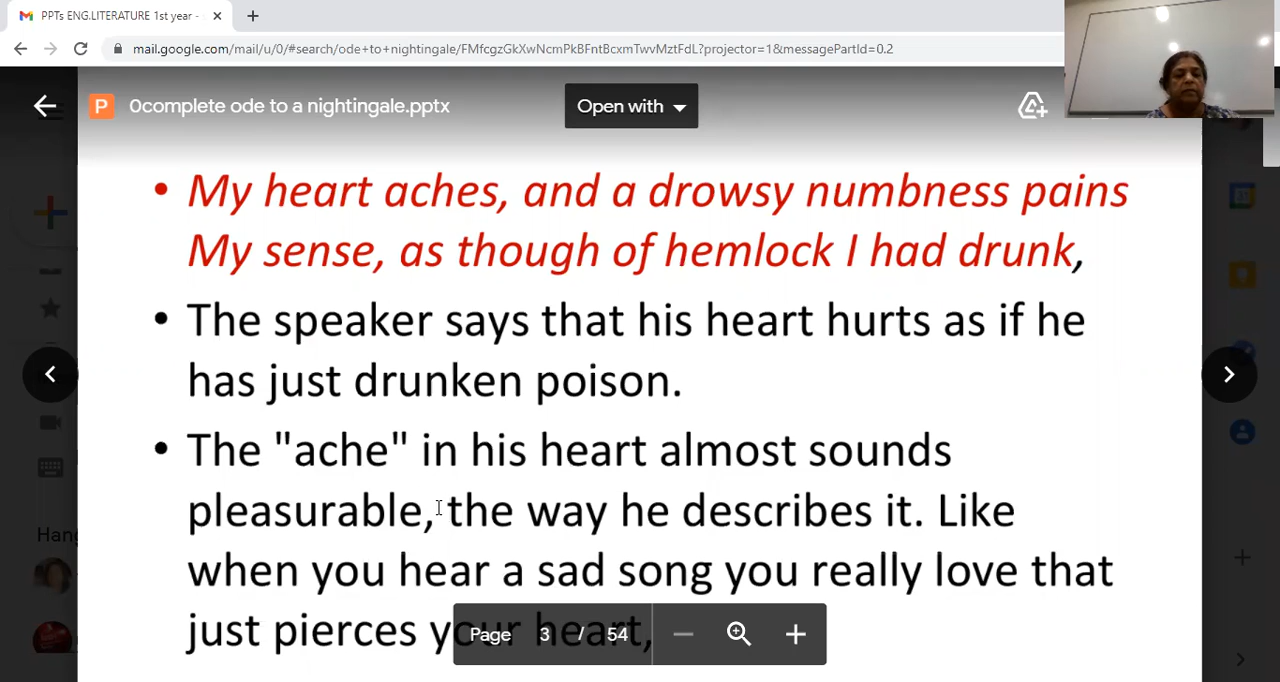 PPTs ENG.LITERATURE 1st year -
mail.google.com/mail/u/0/#search/ode+to+nightingale/FMfcgzGkXwNcmPkBFntBcxmTwvMztFdL?projector=1&messagePartId=0.2
P 0complete ode to a nightingale.pptx
Open with
• My heart aches, and a drowsy numbness pains
My sense, as though of hemlock I had drunk,
• The speaker says that his heart hurts as if he
has just drunken poison.
• The "ache" in his heart almost sounds
pleasurable, the way he describes it. Like
when you hear a sad song you really love that
just pierces your heart,
Page 3 / 54
Hang